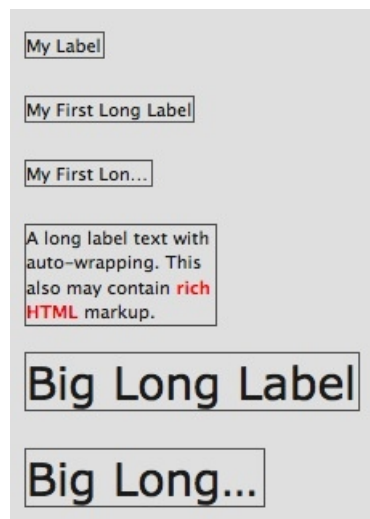 My Label
My First Long Label
My First Lon...
A long label text with
auto-wrapping. This
also may contain rich
HTML markup.
Big Long Label
Big Long...